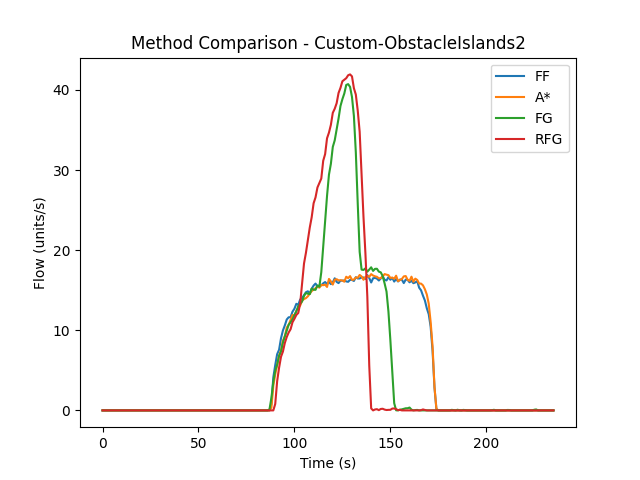 Method Comparison - Custom-ObstacleIslands2
FF
A*
FG
RFG
40
30
20
10
0
Flow (units/s)
0 50 100 150 200
Time (s)